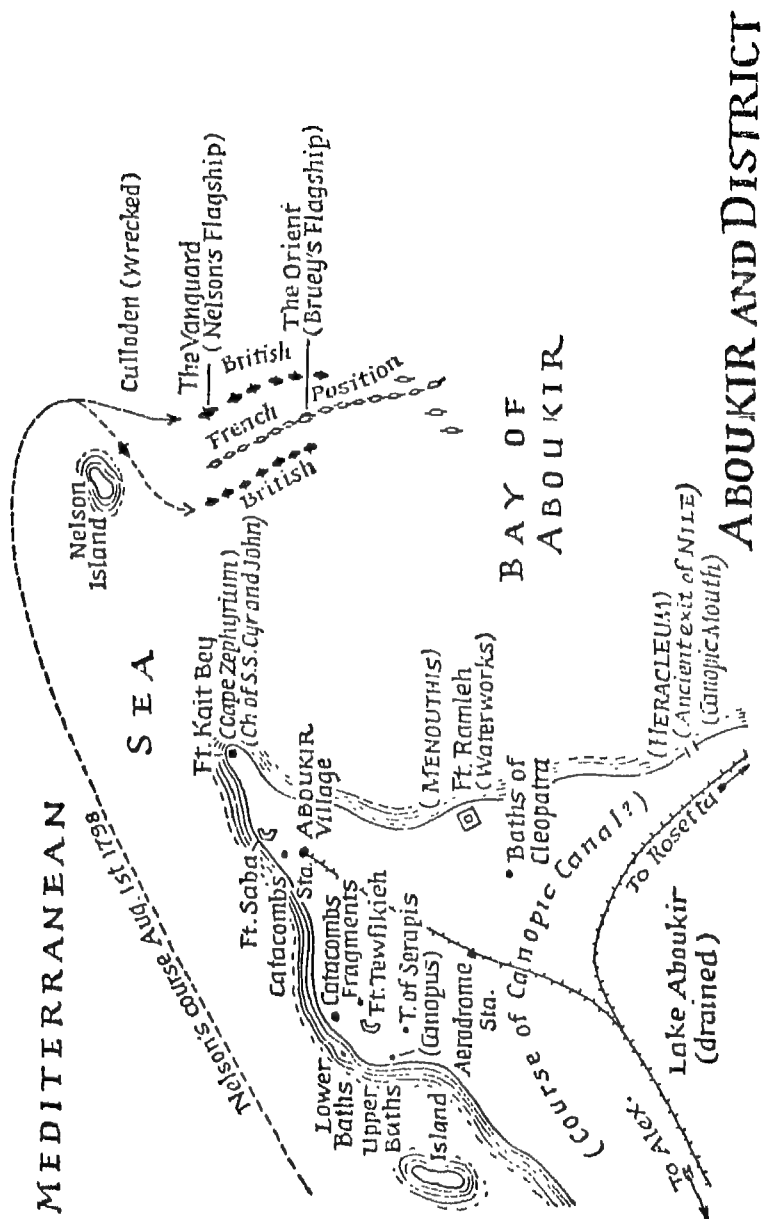 MEDITERRANEAN
SEA
Nelson's course Aug. 1st 1798
Nelson
Island
Culloden (wrecked)
The Vanguard
(Nelson's Flagship)
British
French Position
The Orient
(Bruey's Flagship)
British
Ft. Kait Bey
(Cape Zephyrium)
(Ch of S.S. Cyr and John)
BAY OF
ABOUKIR
Ft. Saba
Catacombs
Sta.
ABOUKIR
Village
(MENOUTHIS)
Ft. Ramleh
(Waterworks)
Catacombs
Fragments
Ft. Tewfikieh
T. of Serapis
(Canopus)
Lower
Baths
Upper
Baths
Island
Aerodrome
Sta.
Baths of
Cleopatra
(HERACLEUM)
(Ancient exit of NILE)
(Canopic Mouth)
(Course of Canopic Canal?)
To Rosetta
To Alex.
Lake Aboukir
(drained)
ABOUKIR AND DISTRICT